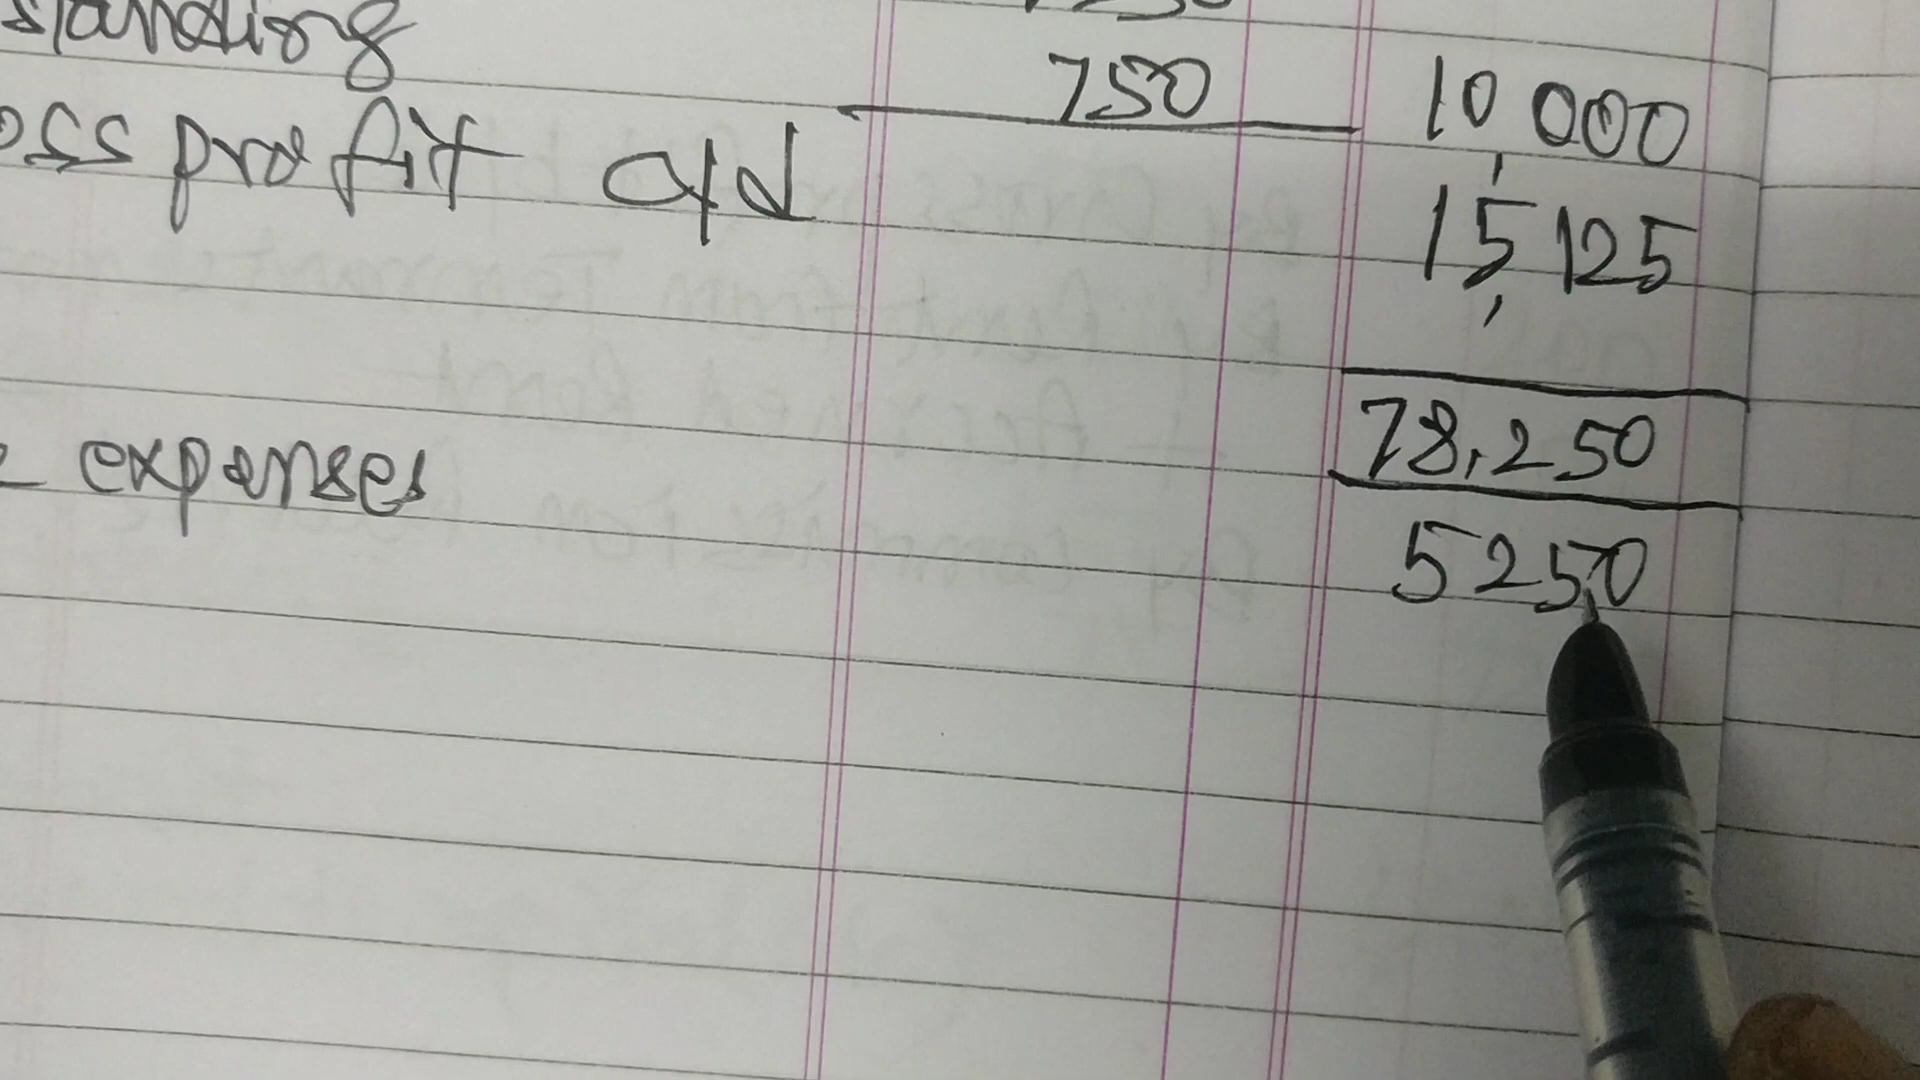 standing 750 10,000
oss profit c/d 15,125
78,250
expenses 5250